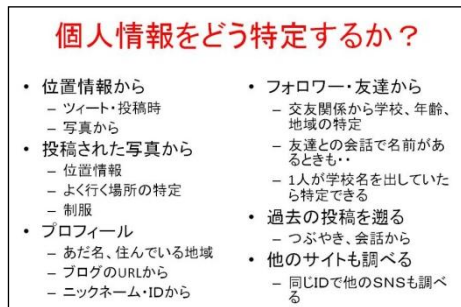 個人情報をどう特定するか？
• 位置情報から
– ツィート・投稿時
– 写真から
• 投稿された写真から
– 位置情報
– よく行く場所の特定
– 制服
• プロフィール
– あだ名、住んでいる地域
– ブログのURLから
– ニックネーム・IDから
• フォロワー・友達から
– 交友関係から学校、年齢、
地域の特定
– 友達との会話で名前があ
るときも・・
– 1人が学校名を出していた
ら特定できる
• 過去の投稿を遡る
– つぶやき、会話から
• 他のサイトも調べる
– 同じIDで他のSNSも調べ
る